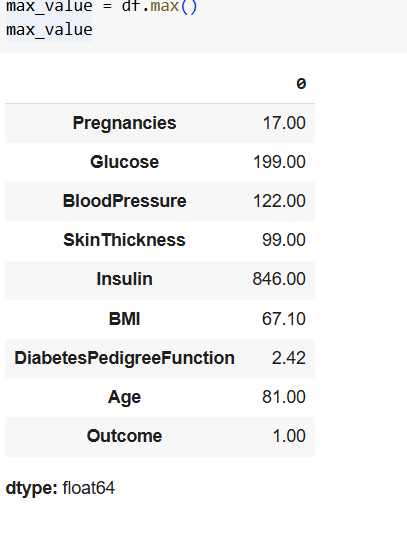 max_value = df.max()
max_value
0
Pregnancies 17.00
Glucose 199.00
BloodPressure 122.00
SkinThickness 99.00
Insulin 846.00
BMI 67.10
DiabetesPedigreeFunction 2.42
Age 81.00
Outcome 1.00
dtype: float64